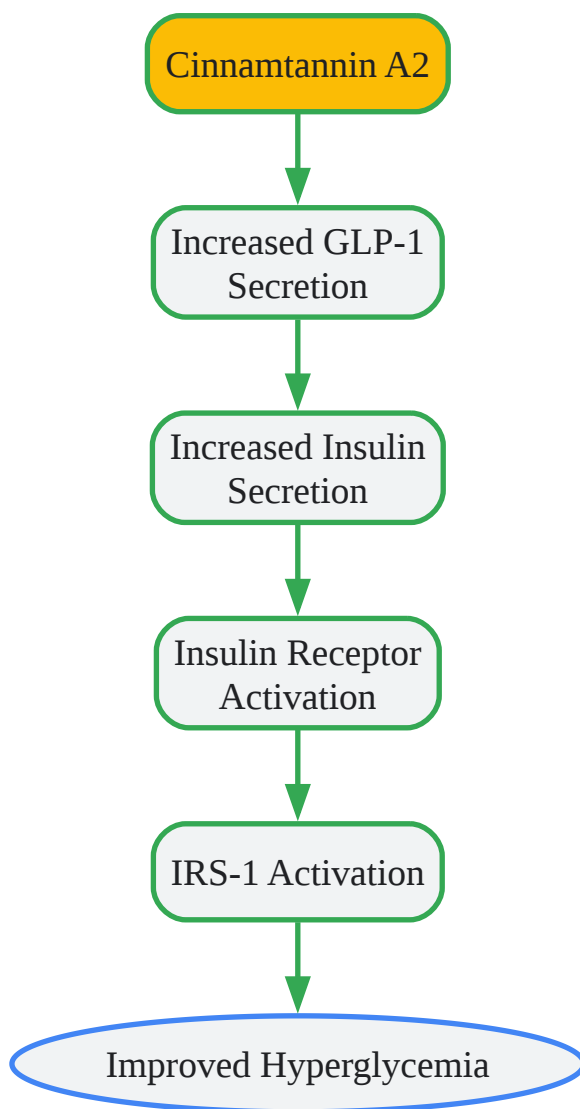 Cinnamtannin A2
Increased GLP-1
Secretion
Increased Insulin
Secretion
Insulin Receptor
Activation
IRS-1 Activation
Improved Hyperglycemia